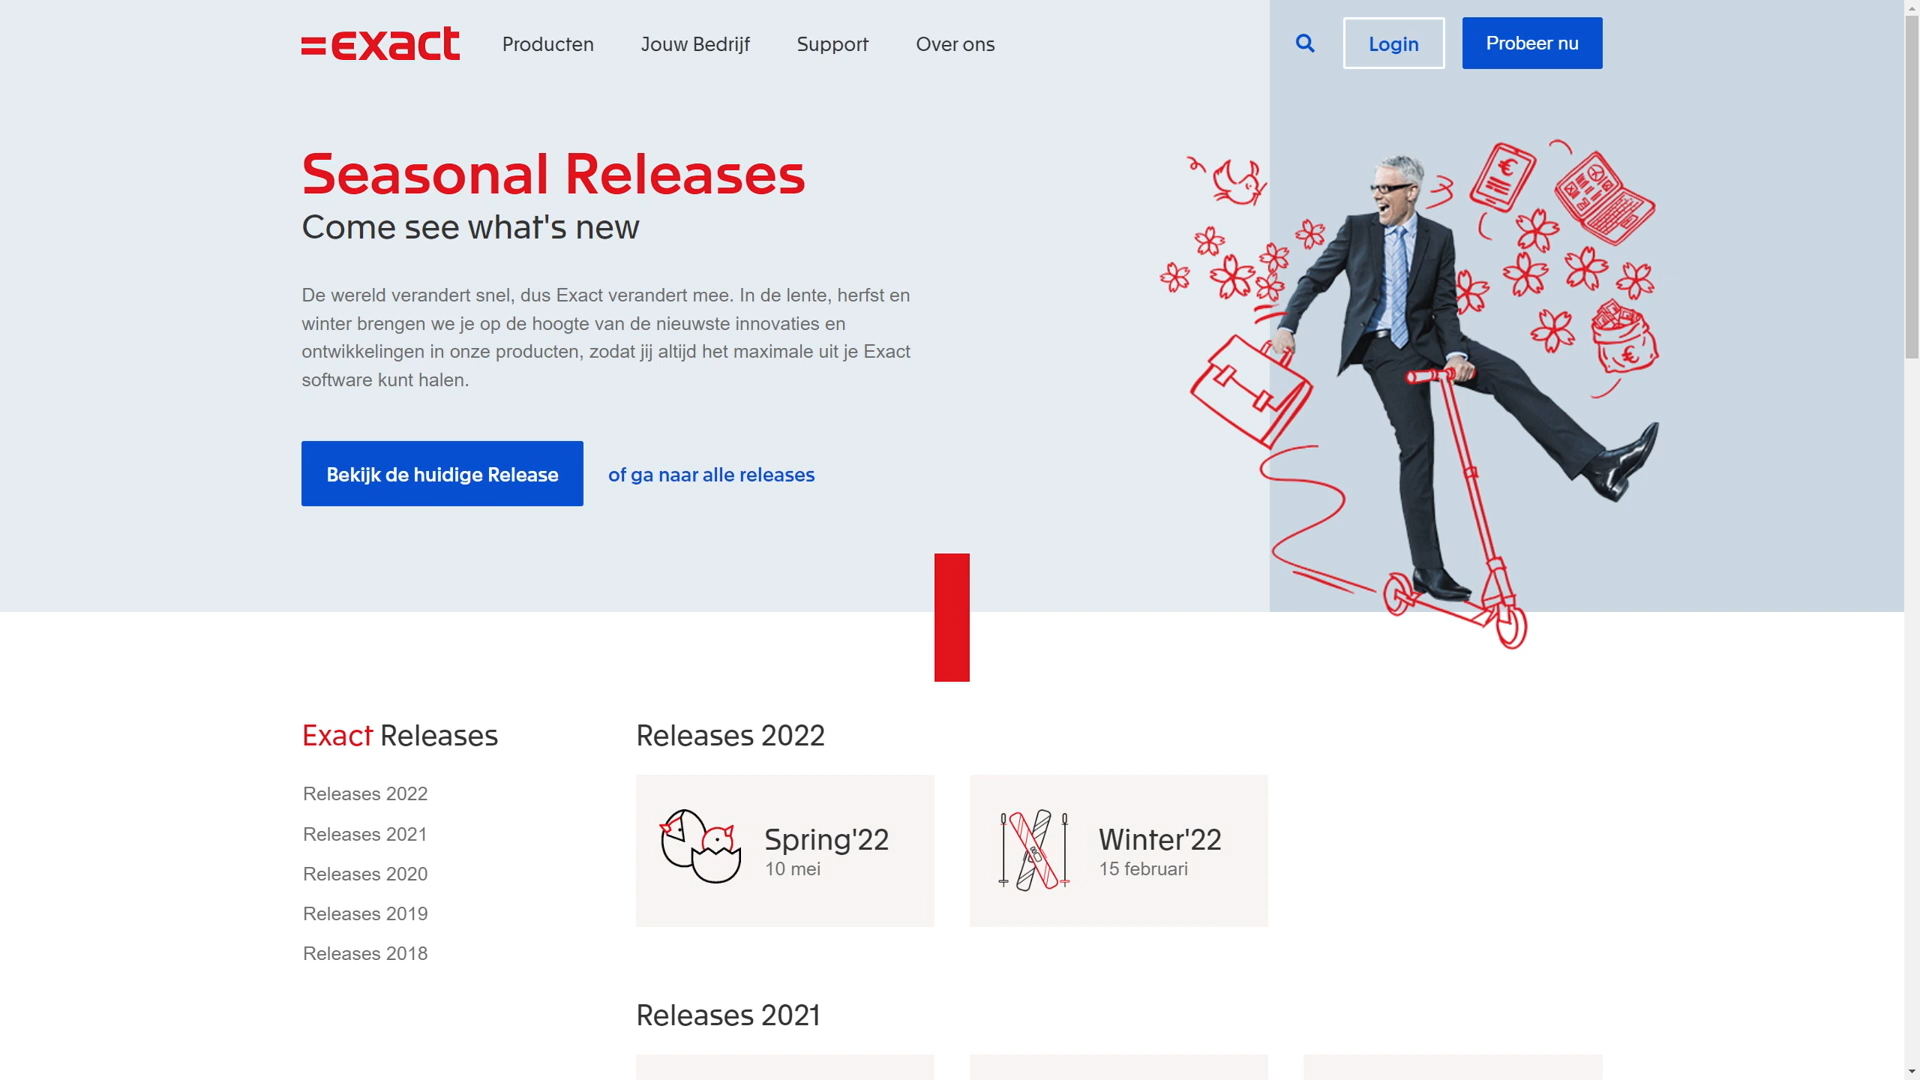 =exact
Producten
Jouw Bedrijf
Support
Over ons
Login
Probeer nu
Seasonal Releases
Come see what's new
De wereld verandert snel, dus Exact verandert mee. In de lente, herfst en
winter brengen we je op de hoogte van de nieuwste innovaties en
ontwikkelingen in onze producten, zodat jij altijd het maximale uit je Exact
software kunt halen.
Bekijk de huidige Release
of ga naar alle releases
Exact Releases
Releases 2022
Releases 2021
Releases 2020
Releases 2019
Releases 2018
Releases 2022
Spring'22
10 mei
Winter'22
15 februari
Releases 2021